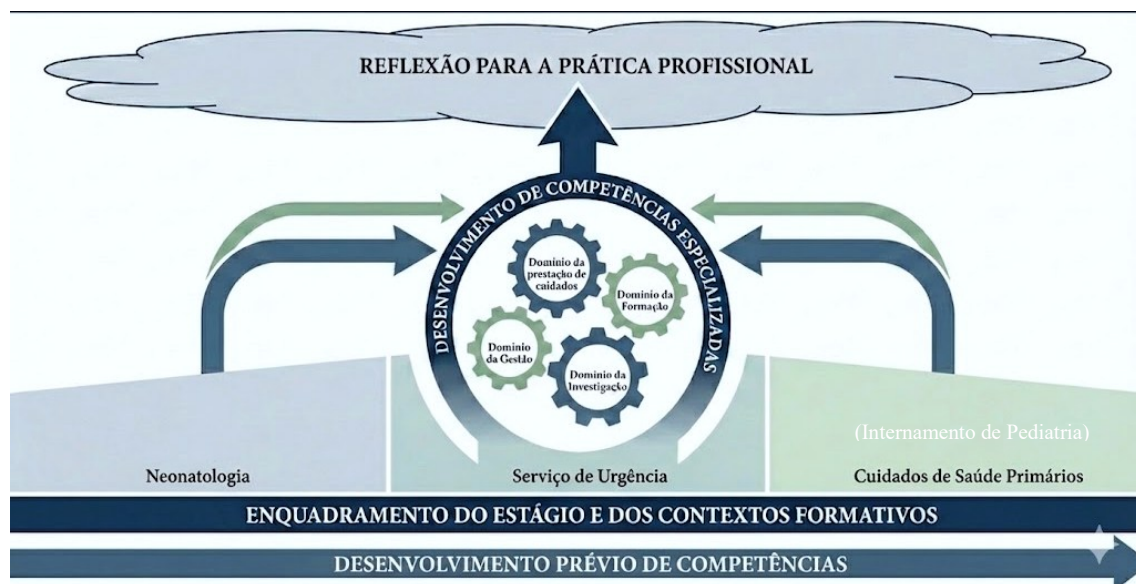 REFLEXÃO PARA A PRÁTICA PROFISSIONAL
DESENVOLVIMENTO DE COMPETÊNCIAS ESPECIALIZADAS
Domínio da
prestação de
cuidados
Domínio da
Formação
Domínio
da Gestão
Domínio da
Investigação
(Internamento de Pediatria)
Neonatologia
Serviço de Urgência
Cuidados de Saúde Primários
ENQUADRAMENTO DO ESTÁGIO E DOS CONTEXTOS FORMATIVOS
DESENVOLVIMENTO PRÉVIO DE COMPETÊNCIAS